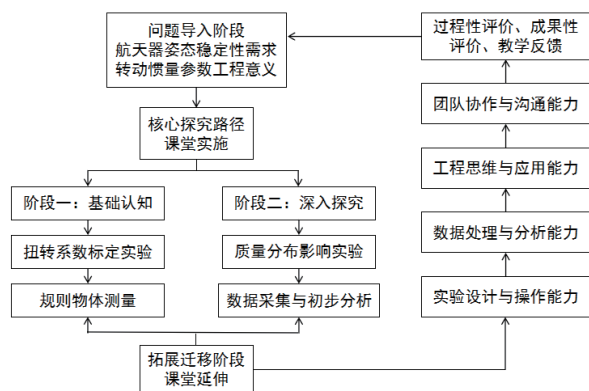 问题导入阶段
航天器姿态稳定性需求
转动惯量参数工程意义
核心探究路径
课堂实施
阶段一：基础认知
阶段二：深入探究
扭转系数标定实验
质量分布影响实验
规则物体测量
数据采集与初步分析
拓展迁移阶段
课堂延伸
过程性评价、成果性
评价、教学反馈
团队协作与沟通能力
工程思维与应用能力
数据处理与分析能力
实验设计与操作能力